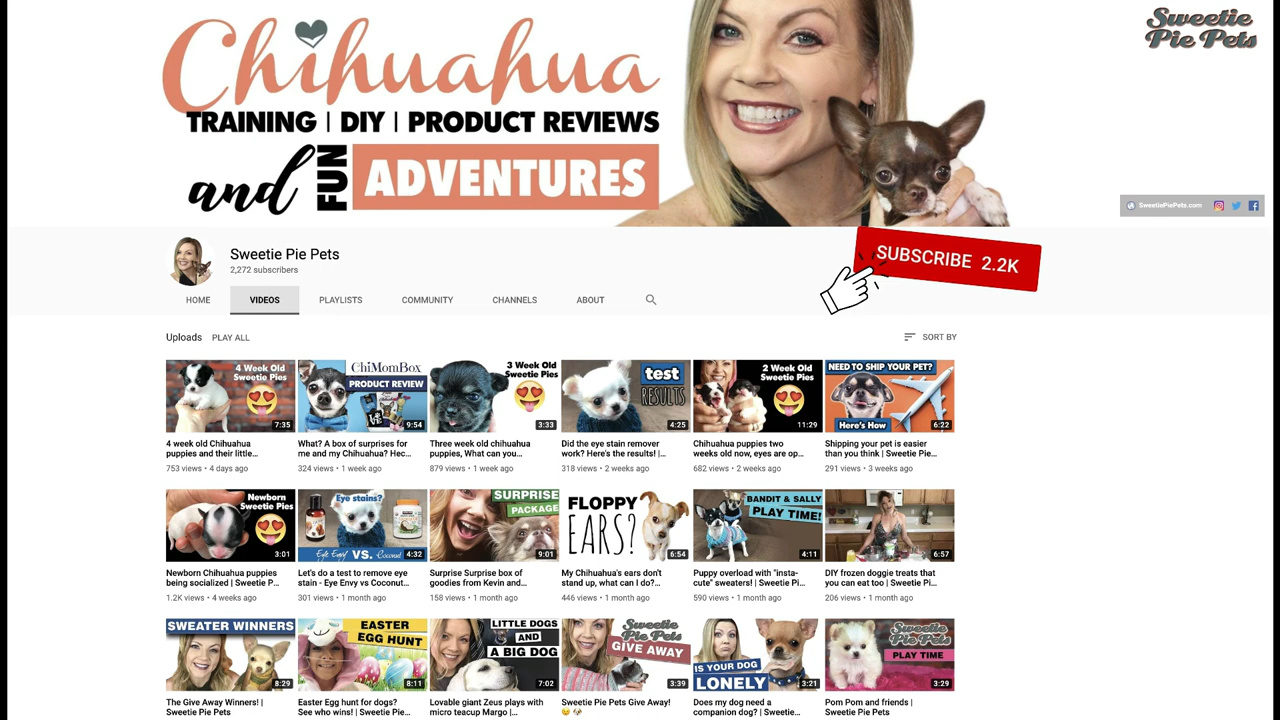 Chihuahua
TRAINING | DIY | PRODUCT REVIEWS
and FUN ADVENTURES
Sweetie
Pie Pets
SweetiePiePets.com
Sweetie Pie Pets
2,272 subscribers
SUBSCRIBE 2.2K
HOME VIDEOS PLAYLISTS COMMUNITY CHANNELS ABOUT
Uploads PLAY ALL SORT BY
4 Week Old
Sweetie Pies
7:35
ChiMomBox
PRODUCT REVIEW
9:54
3 Week Old
Sweetie Pies
3:33
test
RESULTS
4:25
2 Week Old
Sweetie Pies
11:29
NEED TO SHIP YOUR PET?
Here's How
6:22
4 week old Chihuahua
puppies and their little...
753 views • 4 days ago
What? A box of surprises for
me and my Chihuahua? Hec...
324 views • 1 week ago
Three week old chihuahua
puppies, What can you...
879 views • 1 week ago
Did the eye stain remover
work? Here's the results! |...
318 views • 2 weeks ago
Chihuahua puppies two
weeks old now, eyes are op...
682 views • 2 weeks ago
Shipping your pet is easier
than you think | Sweetie Pie...
291 views • 3 weeks ago
Newborn
Sweetie Pies
3:01
Eye stains?
Eye Envy VS. Coconut
4:32
SURPRISE
PACKAGE
9:01
FLOPPY
EARS?
6:54
BANDIT & SALLY
PLAY TIME!
4:11
6:57
Newborn Chihuahua puppies
being socialized | Sweetie P...
1.2K views • 4 weeks ago
Let's do a test to remove eye
stain - Eye Envy vs Coconut...
301 views • 1 month ago
Surprise Surprise box of
goodies from Kevin and...
158 views • 1 month ago
My Chihuahua's ears don't
stand up, what can I do?...
446 views • 1 month ago
Puppy overload with "insta-
cute" sweaters! | Sweetie Pi...
590 views • 1 month ago
DIY frozen doggie treats that
you can eat too | Sweetie Pi...
206 views • 1 month ago
SWEATER WINNERS
8:29
EASTER
EGG HUNT
8:11
LITTLE DOGS
AND
A BIG DOG
7:02
Sweetie
Pie Pets
GIVE AWAY
3:39
IS YOUR DOG
LONELY
3:21
Sweetie
Pie Pets
PLAY TIME
3:29
The Give Away Winners! |
Sweetie Pie Pets
Easter Egg hunt for dogs?
See who wins! | Sweetie Pie...
Lovable giant Zeus plays with
micro teacup Margo |...
Sweetie Pie Pets Give Away!
Does my dog need a
companion dog? | Sweetie...
Pom Pom and friends |
Sweetie Pie Pets